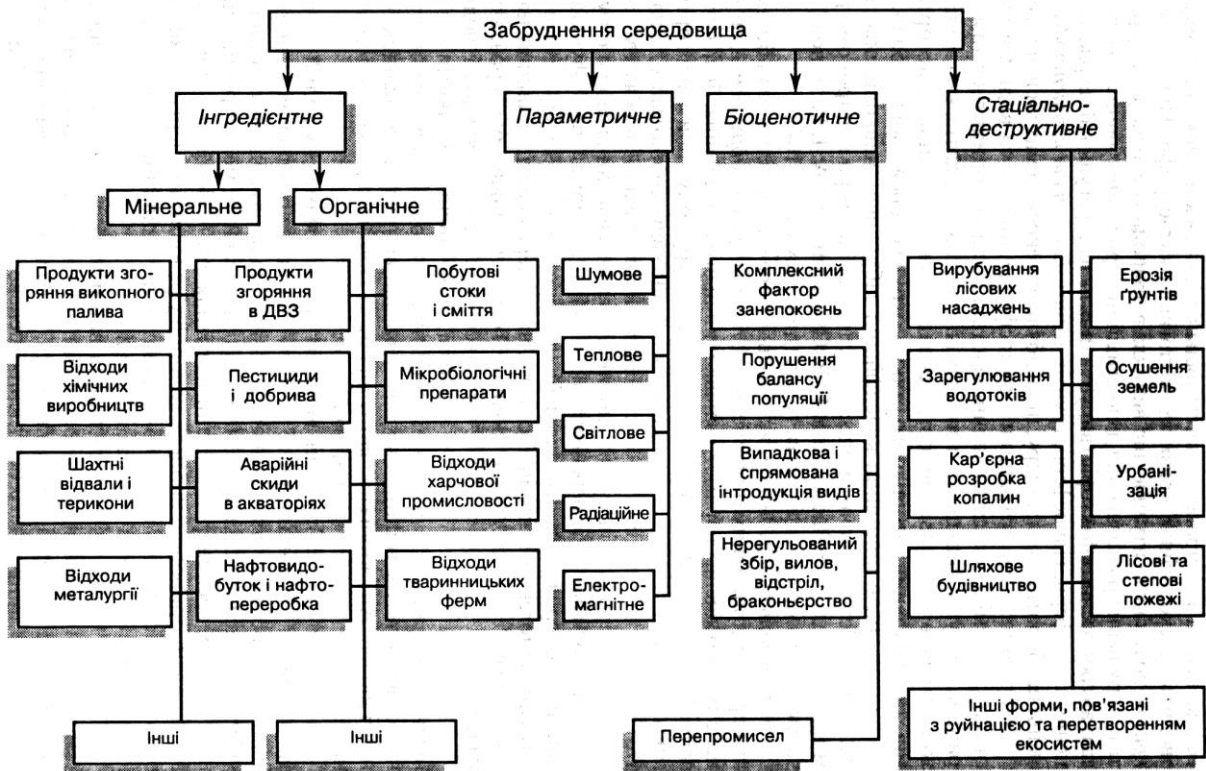 Забруднення середовища
Інгредієнтне
Параметричне
Біоценотичне
Стаціально-
деструктивне
Мінеральне
Органічне
Продукти зго-
ряння викопного
палива
Продукти
згоряння
в ДВЗ
Побутові
стоки
і сміття
Шумове
Комплексний
фактор
занепокоєнь
Вирубування
лісових
насаджень
Ерозія
ґрунтів
Відходи
хімічних
виробництв
Пестициди
і добрива
Мікробіологічні
препарати
Теплове
Порушення
балансу
популяції
Зарегулювання
водотоків
Осушення
земель
Шахтні
відвали і
терикони
Аварійні
скиди
в акваторіях
Відходи
харчової
промисловості
Світлове
Випадкова і
спрямована
інтродукція видів
Кар’єрна
розробка
копалин
Урбані-
зація
Радіаційне
Відходи
металургії
Нафтовидо-
буток і нафто-
переробка
Відходи
тваринницьких
ферм
Електро-
магнітне
Нерегульований
збір, вилов,
відстріл,
браконьєрство
Шляхове
будівництво
Лісові та
степові
пожежі
Інші
Інші
Перепромисел
Інші форми, пов’язані
з руйнацією та перетворенням
екосистем